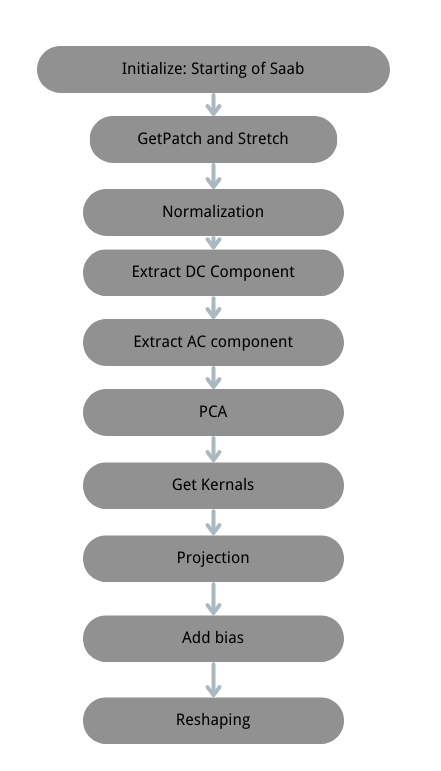 Initialize: Starting of Saab
GetPatch and Stretch
Normalization
Extract DC Component
Extract AC component
PCA
Get Kernals
Projection
Add bias
Reshaping